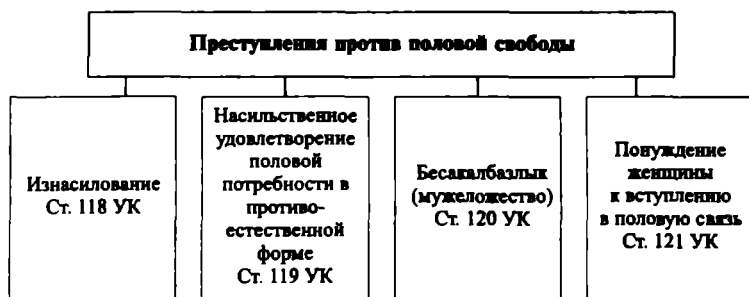 Преступления против половой свободы
Изнасилование
Ст. 118 УК
Насильственное
удовлетворение
половой
потребности в
противо-
естественной
форме
Ст. 119 УК
Бесакалбазлык
(мужеложество)
Ст. 120 УК
Понуждение
женщины
к вступлению
в половую связь
Ст. 121 УК